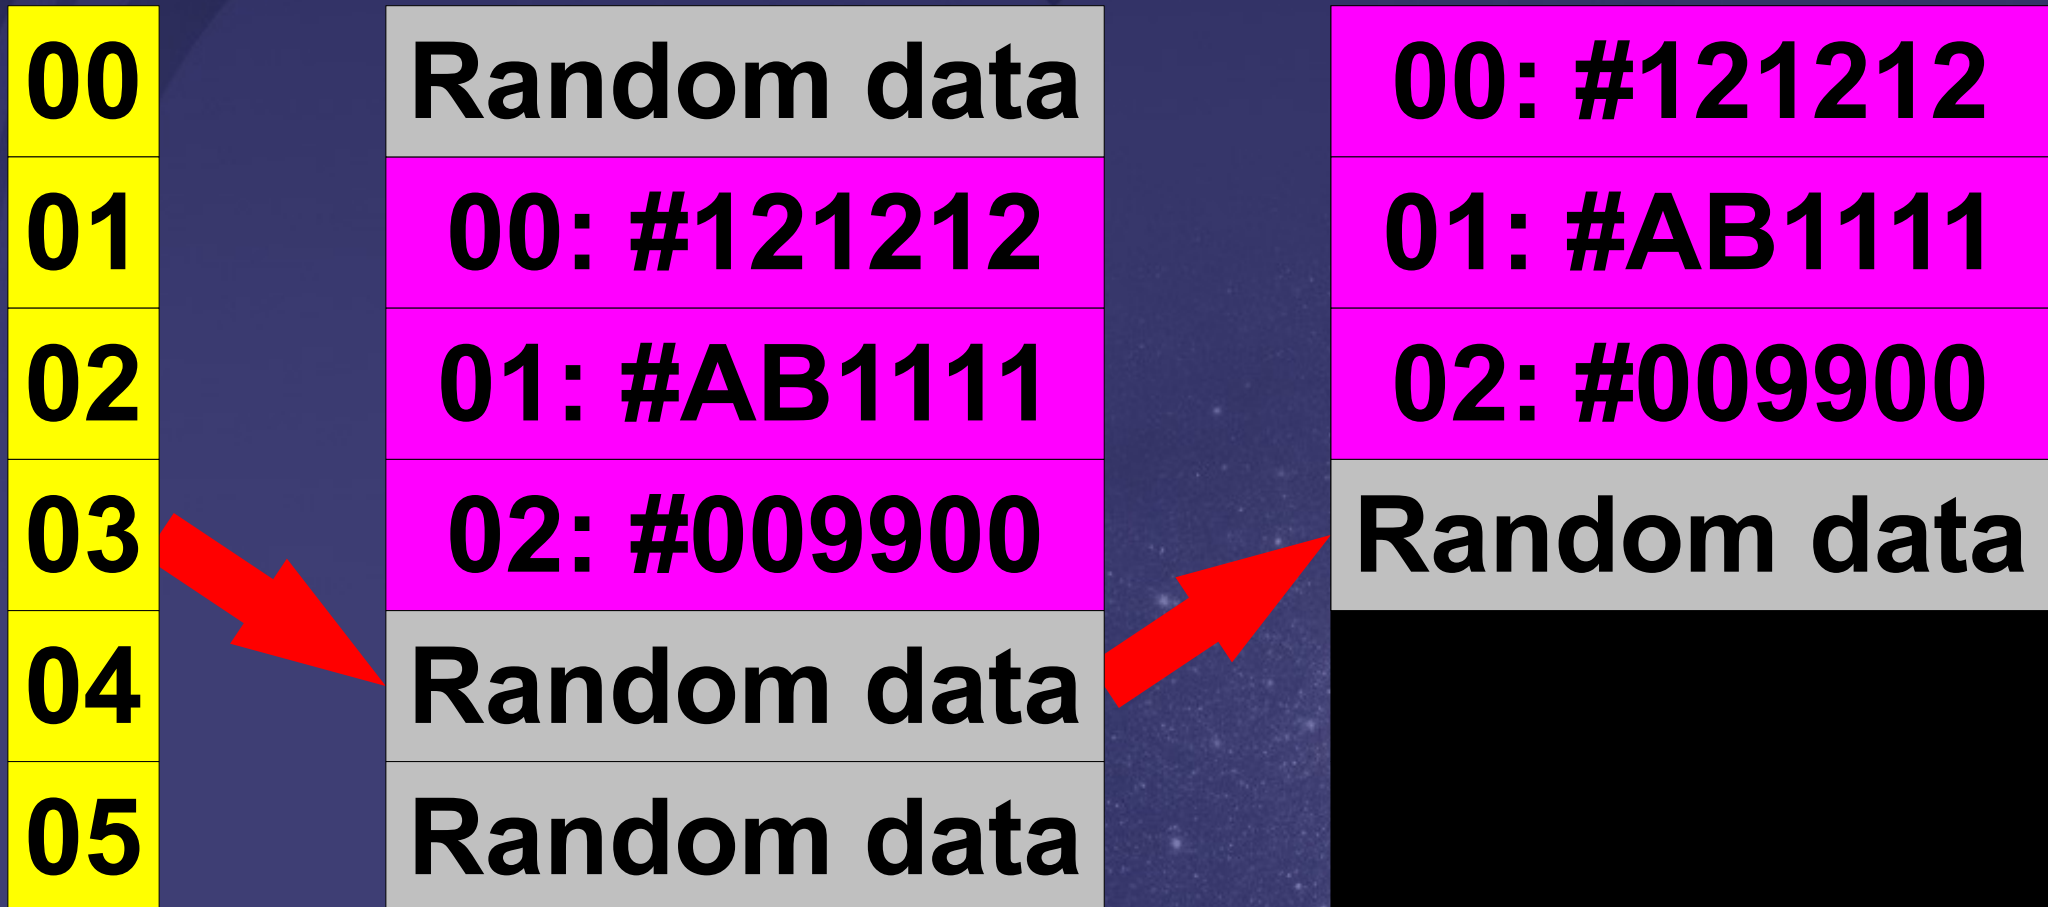 00 Random data 00: #121212
01 00: #121212 01: #AB1111
02 01: #AB1111 02: #009900
03 02: #009900 Random data
04 Random data
05 Random data